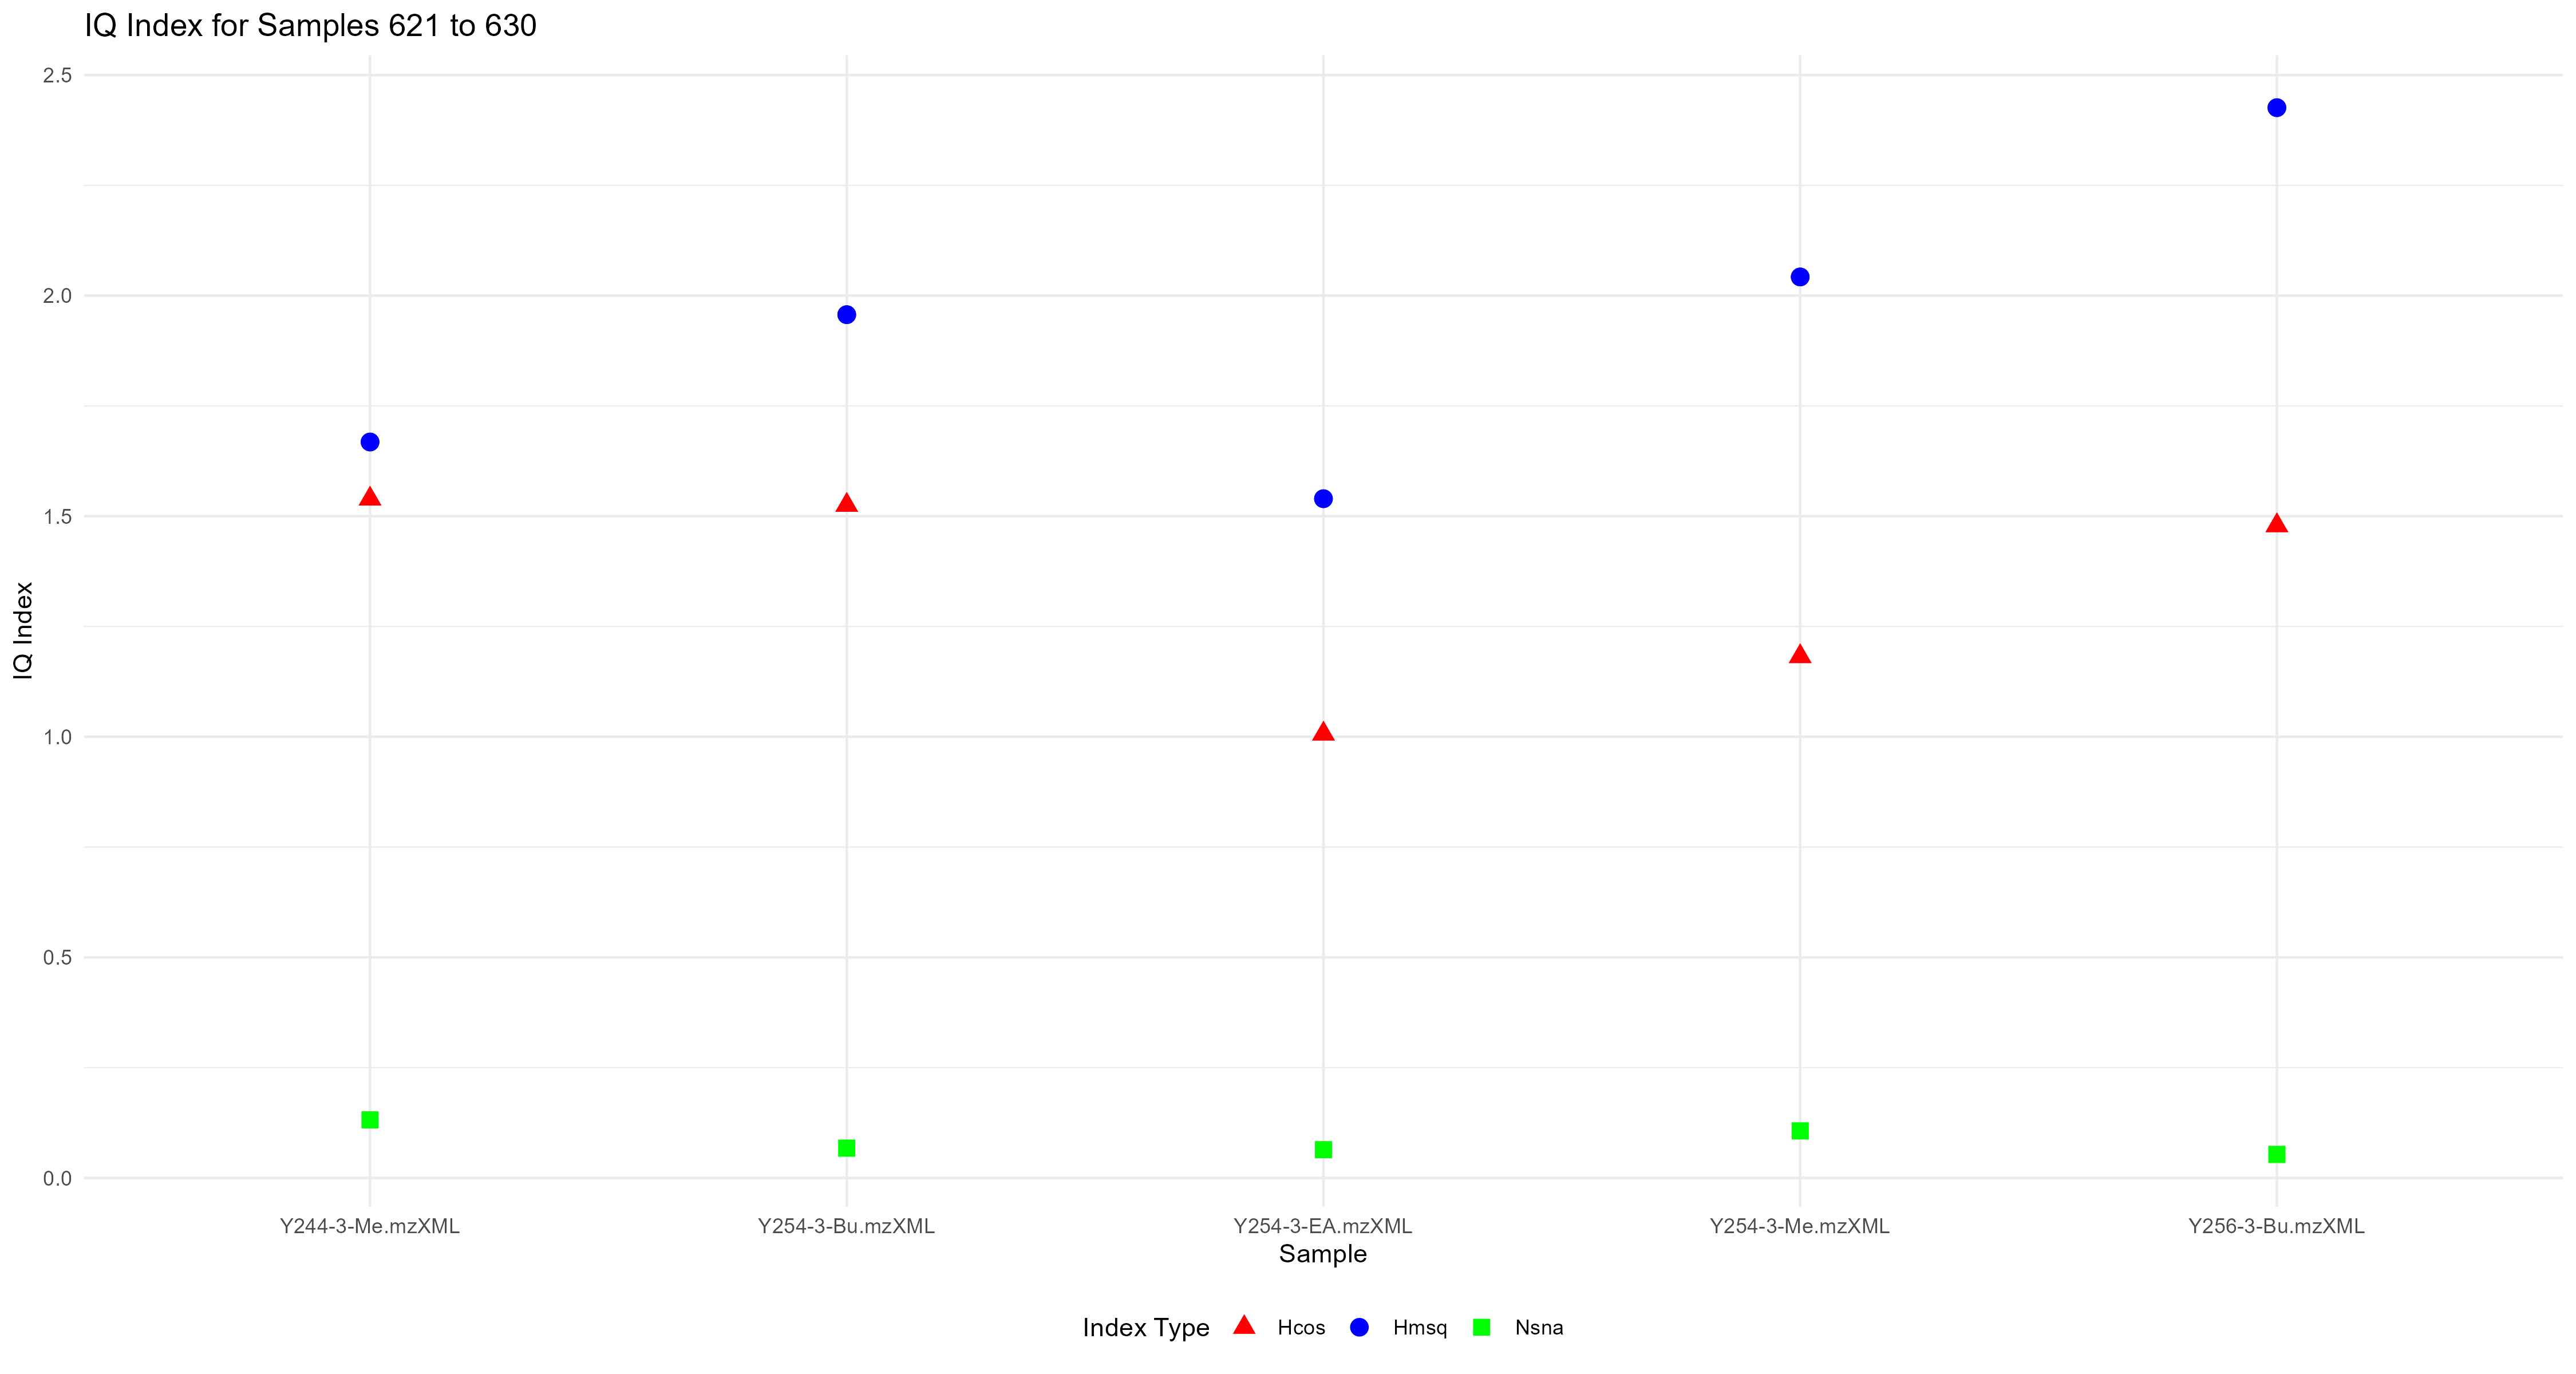 IQ Index for Samples 621 to 630
2.5
2.0
1.5
1.0
0.5
0.0
IQ Index
Y244-3-Me.mzXML Y254-3-Bu.mzXML Y254-3-EA.mzXML Y254-3-Me.mzXML Y256-3-Bu.mzXML
Sample
Index Type Hcos Hmsq Nsna